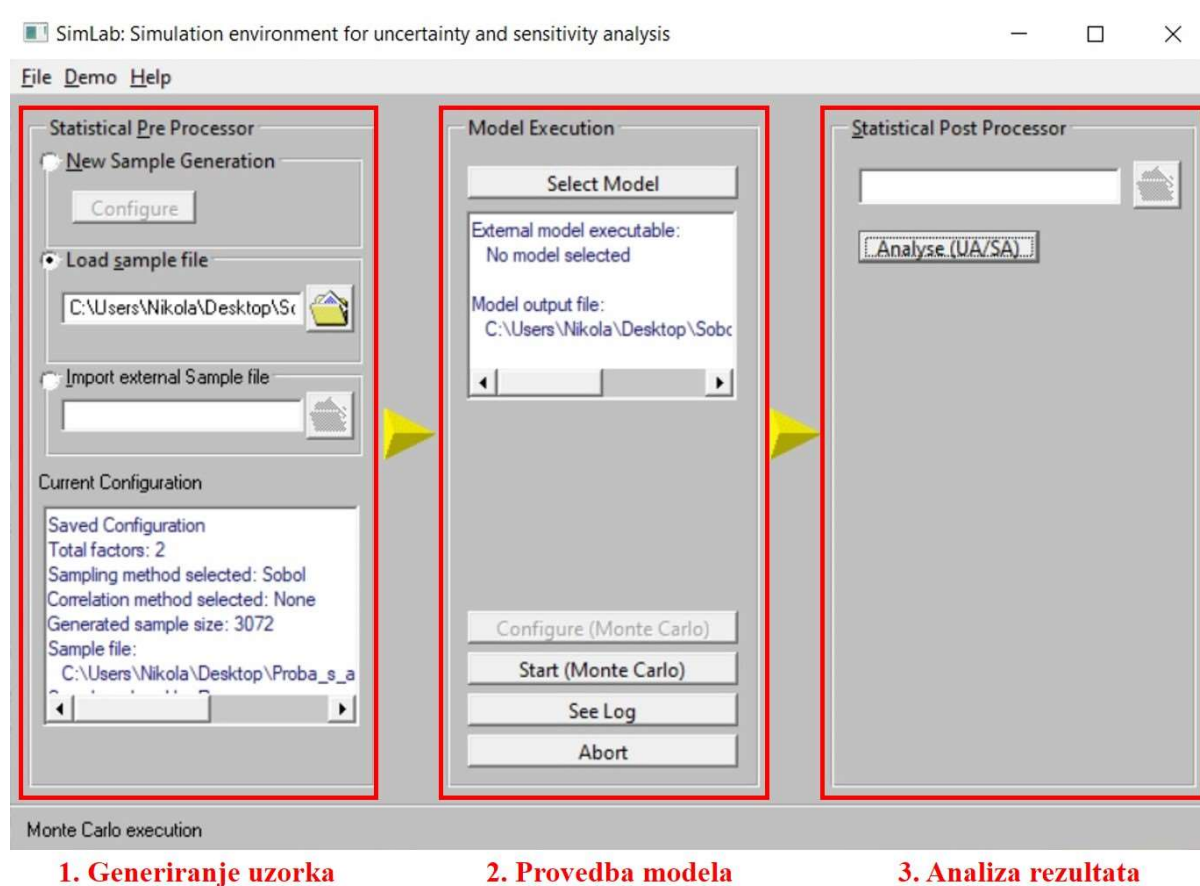 SimLab: Simulation environment for uncertainty and sensitivity analysis
File Demo Help
Statistical Pre Processor
New Sample Generation
Configure
Load sample file
C:\Users\Nikola\Desktop\Sc
Import external Sample file
Current Configuration
Saved Configuration
Total factors: 2
Sampling method selected: Sobol
Correlation method selected: None
Generated sample size: 3072
Sample file:
C:\Users\Nikola\Desktop\Proba_s_a
Model Execution
Select Model
External model executable:
No model selected
Model output file:
C:\Users\Nikola\Desktop\Sobc
Configure (Monte Carlo)
Start (Monte Carlo)
See Log
Abort
Statistical Post Processor
Analyse (UA/SA)
Monte Carlo execution
1. Generiranje uzorka
2. Provedba modela
3. Analiza rezultata